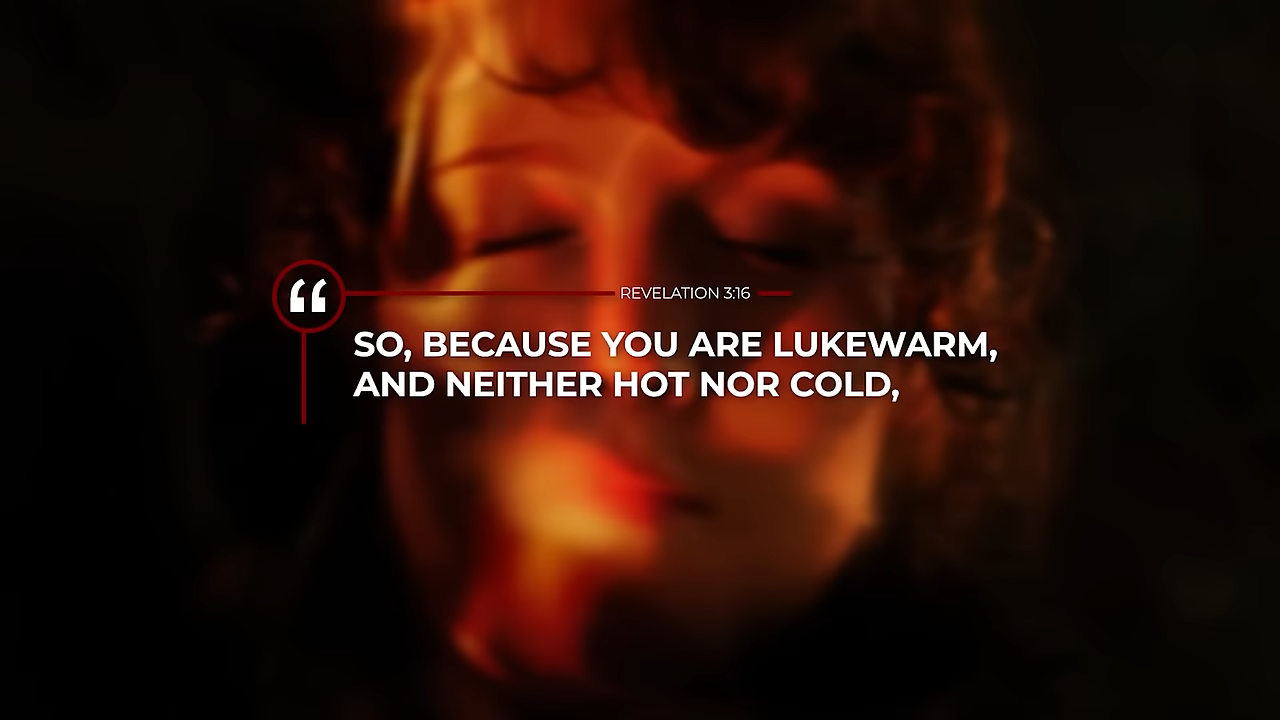 “
REVELATION 3:16
SO, BECAUSE YOU ARE LUKEWARM,
AND NEITHER HOT NOR COLD,